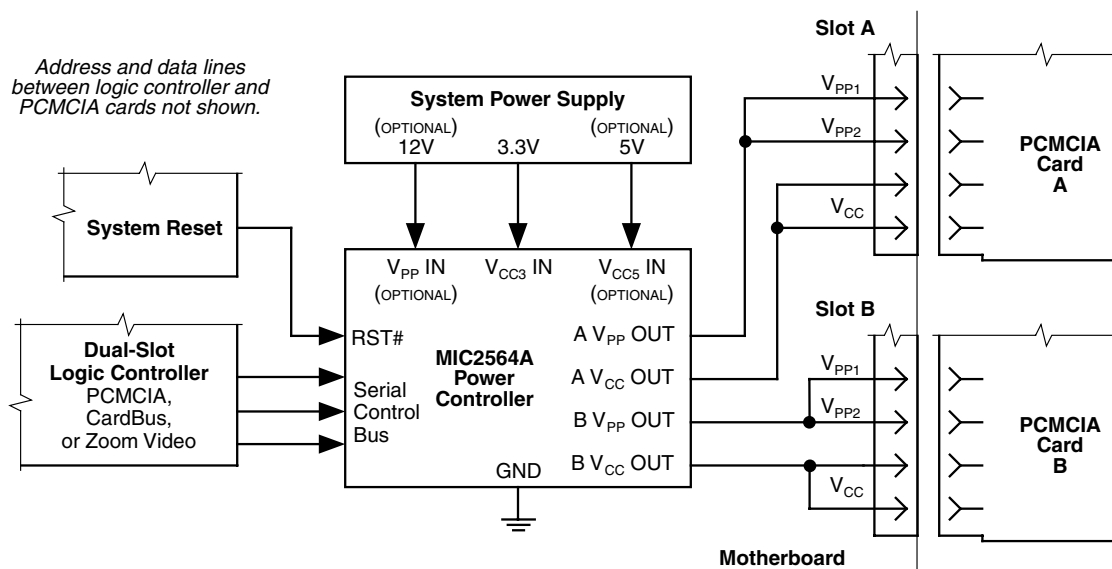 Address and data lines
between logic controller and
PCMCIA cards not shown.
System Power Supply
(OPTIONAL)
12V
3.3V
(OPTIONAL)
5V
System Reset
Dual-Slot
Logic Controller
PCMCIA,
CardBus,
or Zoom Video
VPP IN
(OPTIONAL)
VCC3 IN
VCC5 IN
(OPTIONAL)
RST#
Serial
Control
Bus
MIC2564A
Power
Controller
A VPP OUT
A VCC OUT
B VPP OUT
B VCC OUT
GND
Slot A
VPP1
VPP2
VCC
PCMCIA
Card
A
Slot B
VPP1
VPP2
VCC
PCMCIA
Card
B
Motherboard